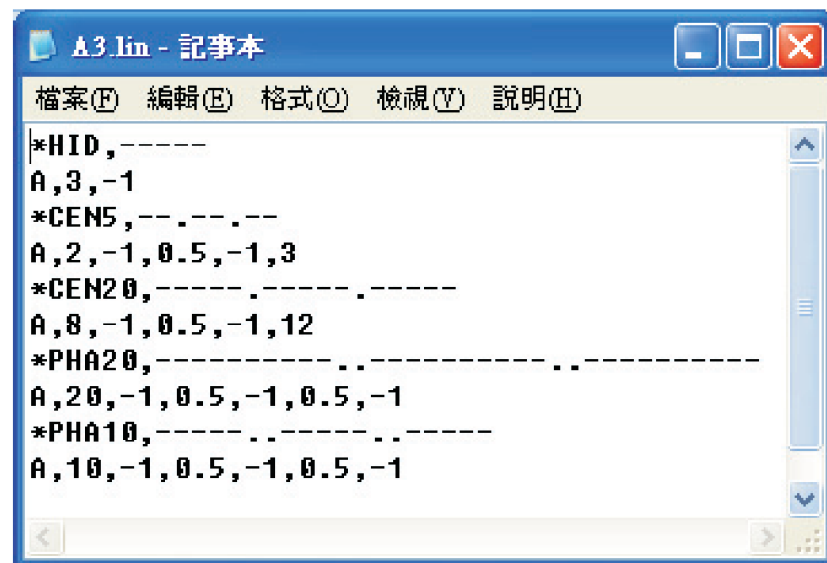 A3.lin - 記事本
檔案(F) 編輯(E) 格式(O) 檢視(V) 說明(H)
*HID,-----
A,3,-1
*CEN5,--.--.--
A,2,-1,0.5,-1,3
*CEN20,-----.-----.-----
A,8,-1,0.5,-1,12
*PHA20,----------..----------..----------
A,20,-1,0.5,-1,0.5,-1
*PHA10,-----..-----..-----
A,10,-1,0.5,-1,0.5,-1